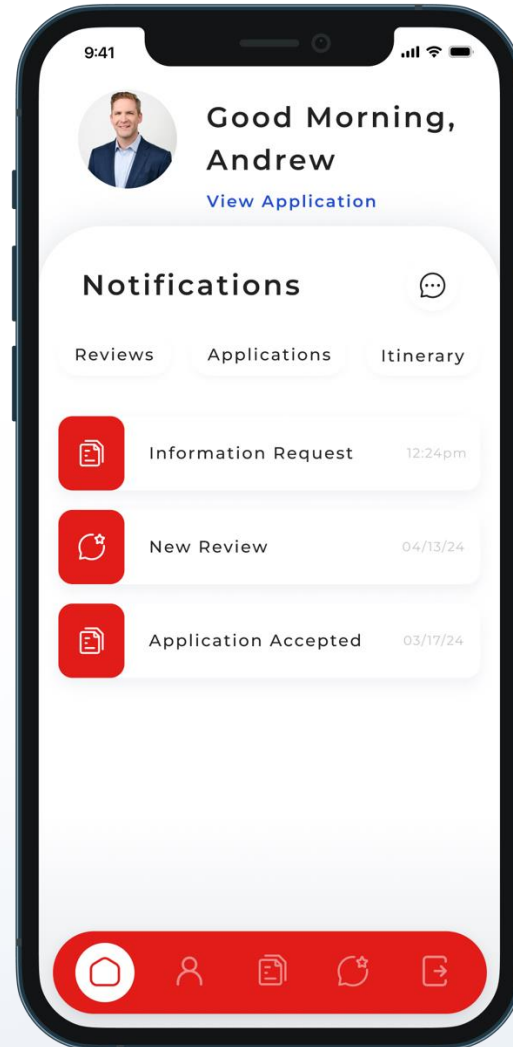 9:41
Good Morning,
Andrew
View Application
Notifications
Reviews Applications Itinerary
Information Request 12:24pm
New Review 04/13/24
Application Accepted 03/17/24